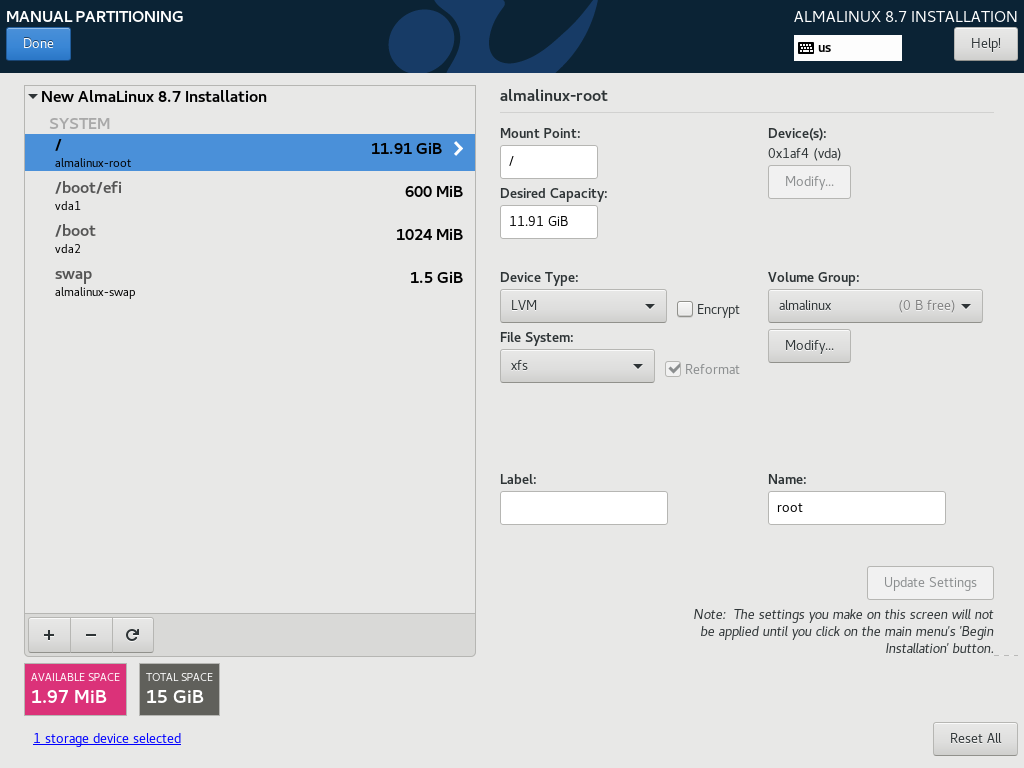 MANUAL PARTITIONING
ALMALINUX 8.7 INSTALLATION
Done
us
Help!
New AlmaLinux 8.7 Installation
SYSTEM
/
11.91 GiB
almalinux-root
/boot/efi
600 MiB
vda1
/boot
1024 MiB
vda2
swap
1.5 GiB
almalinux-swap
+
−
AVAILABLE SPACE
1.97 MiB
TOTAL SPACE
15 GiB
1 storage device selected
almalinux-root
Mount Point:
/
Desired Capacity:
11.91 GiB
Device(s):
0x1af4 (vda)
Modify...
Device Type:
LVM
Encrypt
File System:
xfs
Reformat
Volume Group:
almalinux (0 B free)
Modify...
Label:
Name:
root
Update Settings
Note: The settings you make on this screen will not
be applied until you click on the main menu's 'Begin
Installation' button.
Reset All